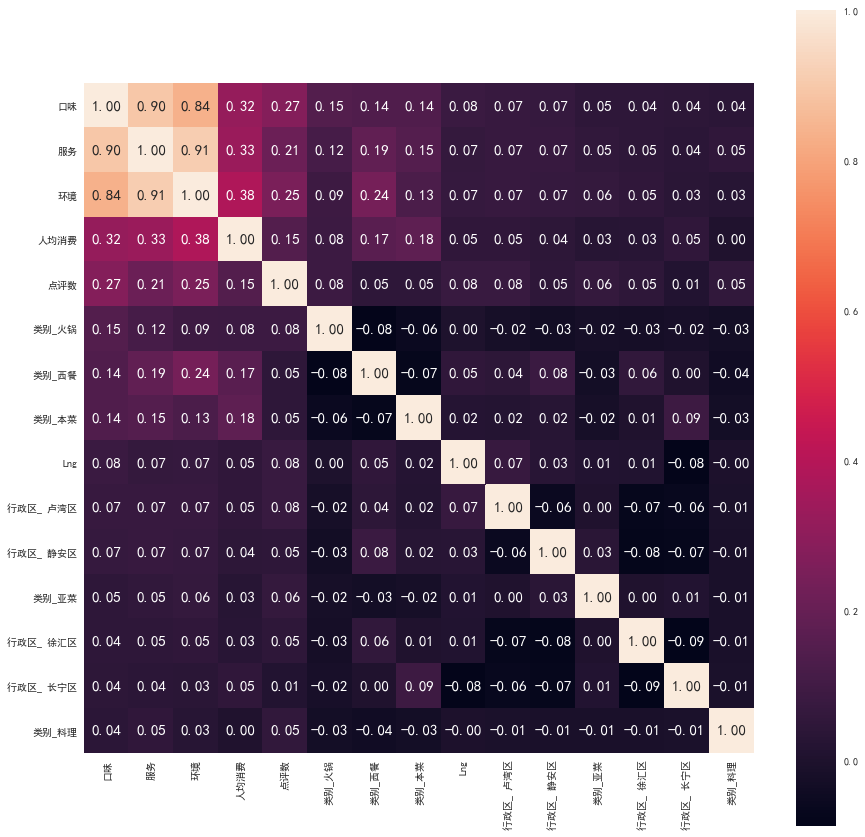 1.0
口味 1.00 0.90 0.84 0.32 0.27 0.15 0.14 0.14 0.08 0.07 0.07 0.05 0.04 0.04 0.04
服务 0.90 1.00 0.91 0.33 0.21 0.12 0.19 0.15 0.07 0.07 0.07 0.05 0.05 0.04 0.05
0.8
环境 0.84 0.91 1.00 0.38 0.25 0.09 0.24 0.13 0.07 0.07 0.07 0.06 0.05 0.03 0.03
人均消费 0.32 0.33 0.38 1.00 0.15 0.08 0.17 0.18 0.05 0.05 0.04 0.03 0.03 0.05 0.00
点评数 0.27 0.21 0.25 0.15 1.00 0.08 0.05 0.05 0.08 0.08 0.05 0.06 0.05 0.01 0.05
0.6
类别_火锅 0.15 0.12 0.09 0.08 0.08 1.00 −0.08 −0.06 0.00 −0.02 −0.03 −0.02 −0.03 −0.02 −0.03
类别_西餐 0.14 0.19 0.24 0.17 0.05 −0.08 1.00 −0.07 0.05 0.04 0.08 −0.03 0.06 0.00 −0.04
类别_本菜 0.14 0.15 0.13 0.18 0.05 −0.06 −0.07 1.00 0.02 0.02 0.02 −0.02 0.01 0.09 −0.03
Lng 0.08 0.07 0.07 0.05 0.08 0.00 0.05 0.02 1.00 0.07 0.03 0.01 0.01 −0.08 −0.00
0.4
行政区_ 卢湾区 0.07 0.07 0.07 0.05 0.08 −0.02 0.04 0.02 0.07 1.00 −0.06 0.00 −0.07 −0.06 −0.01
行政区_ 静安区 0.07 0.07 0.07 0.04 0.05 −0.03 0.08 0.02 0.03 −0.06 1.00 0.03 −0.08 −0.07 −0.01
类别_亚菜 0.05 0.05 0.06 0.03 0.06 −0.02 −0.03 −0.02 0.01 0.00 0.03 1.00 0.00 0.01 −0.01
0.2
行政区_ 徐汇区 0.04 0.05 0.05 0.03 0.05 −0.03 0.06 0.01 0.01 −0.07 −0.08 0.00 1.00 −0.09 −0.01
行政区_ 长宁区 0.04 0.04 0.03 0.05 0.01 −0.02 0.00 0.09 −0.08 −0.06 −0.07 0.01 −0.09 1.00 −0.01
类别_料理 0.04 0.05 0.03 0.00 0.05 −0.03 −0.04 −0.03 −0.00 −0.01 −0.01 −0.01 −0.01 −0.01 1.00
0.0
口味
服务
环境
人均消费
点评数
类别_火锅
类别_西餐
类别_本菜
Lng
行政区_ 卢湾区
行政区_ 静安区
类别_亚菜
行政区_ 徐汇区
行政区_ 长宁区
类别_料理